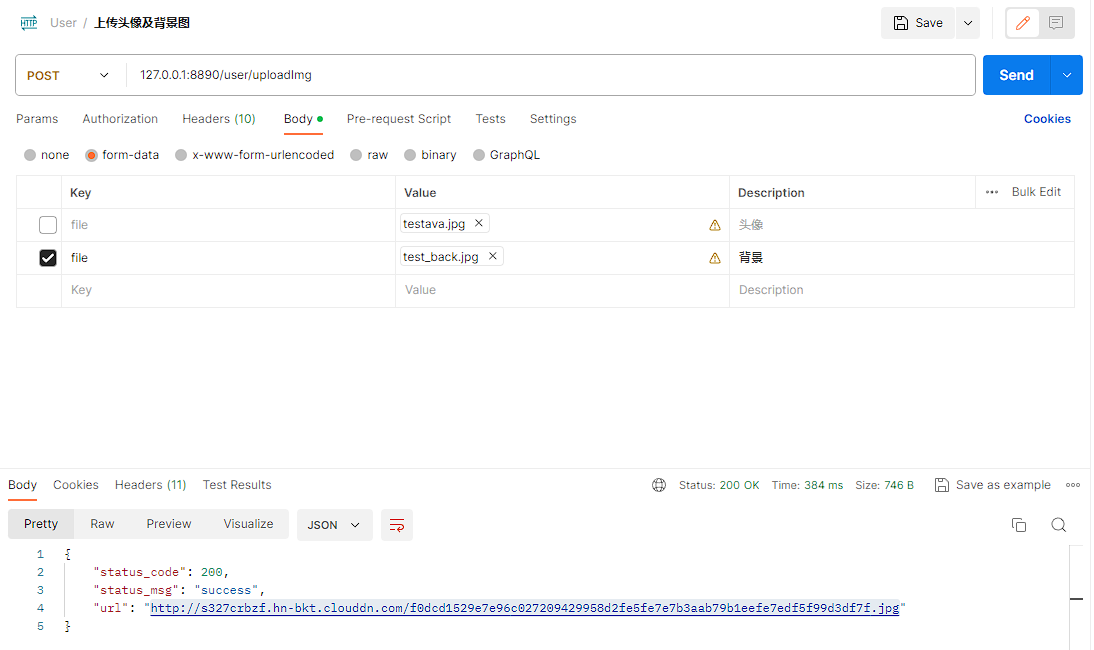 HTTP User / 上传头像及背景图 Save
POST 127.0.0.1:8890/user/uploadImg Send
Params Authorization Headers (10) Body Pre-request Script Tests Settings Cookies
none form-data x-www-form-urlencoded raw binary GraphQL
Key Value Description Bulk Edit
file testava.jpg 头像
file test_back.jpg 背景
Key Value Description
Body Cookies Headers (11) Test Results Status: 200 OK Time: 384 ms Size: 746 B Save as example
Pretty Raw Preview Visualize JSON
1 {
2 "status_code": 200,
3 "status_msg": "success",
4 "url": "http://s327crbzf.hn-bkt.clouddn.com/f0dcd1529e7e96c027209429958d2fe5fe7e7b3aab79b1eefe7edf5f99d3df7f.jpg"
5 }